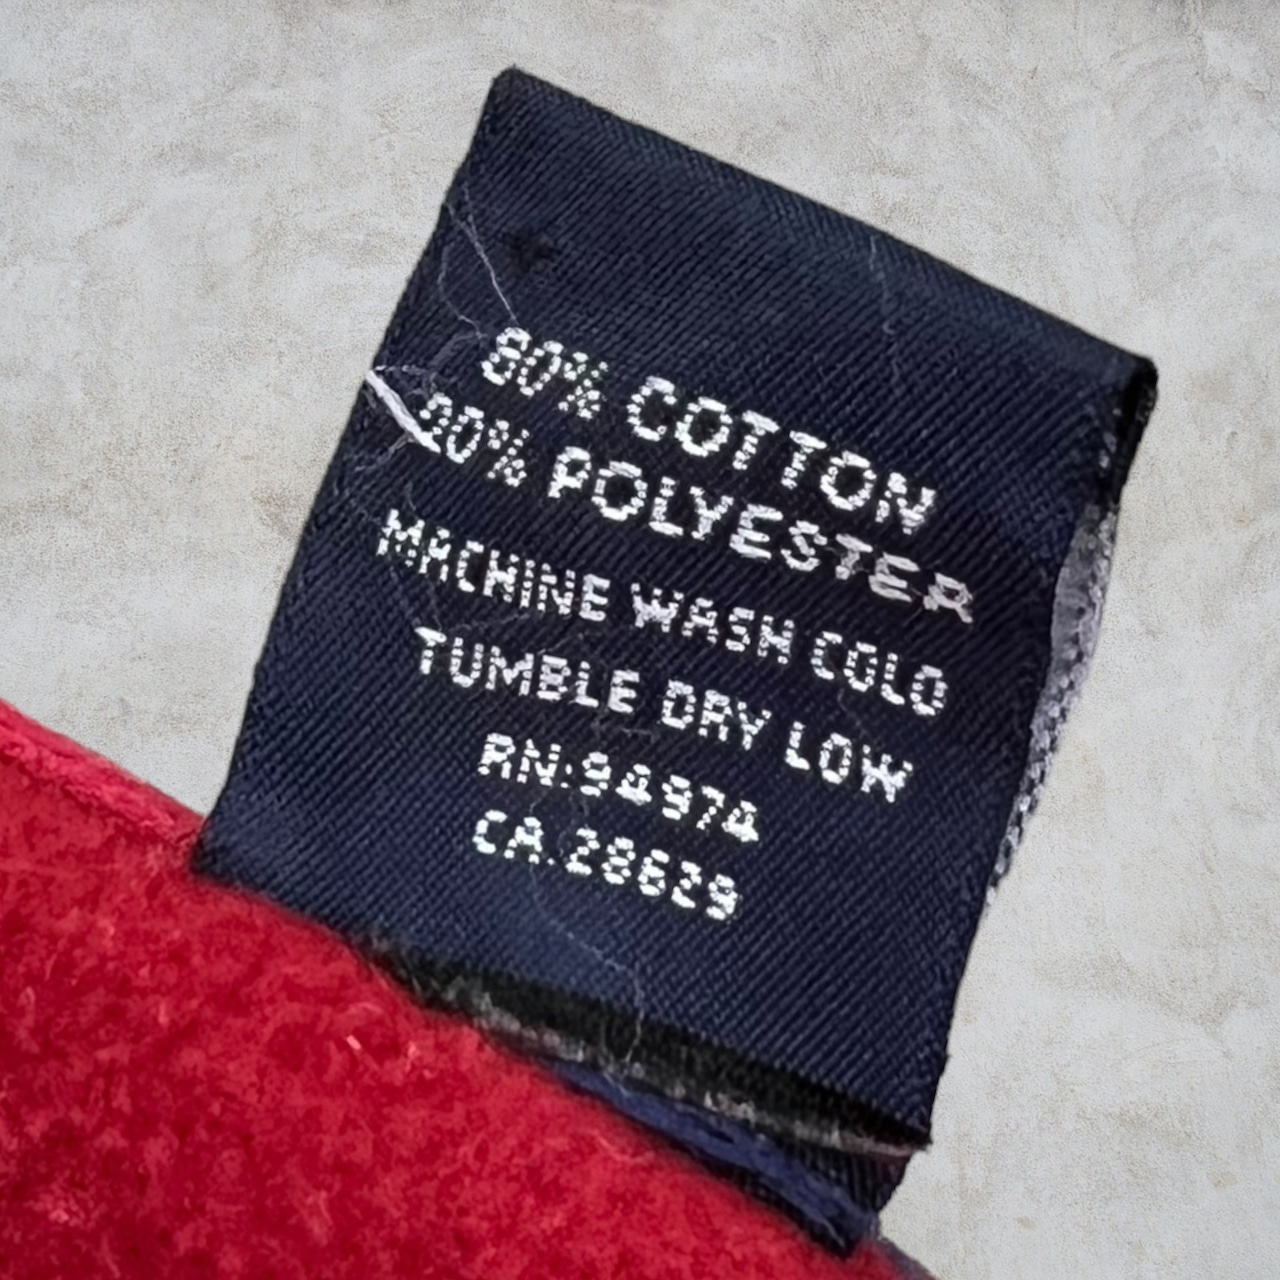 80% COTTON
20% POLYESTER
MACHINE WASH COLD
TUMBLE DRY LOW
RN:94974
CA.28629